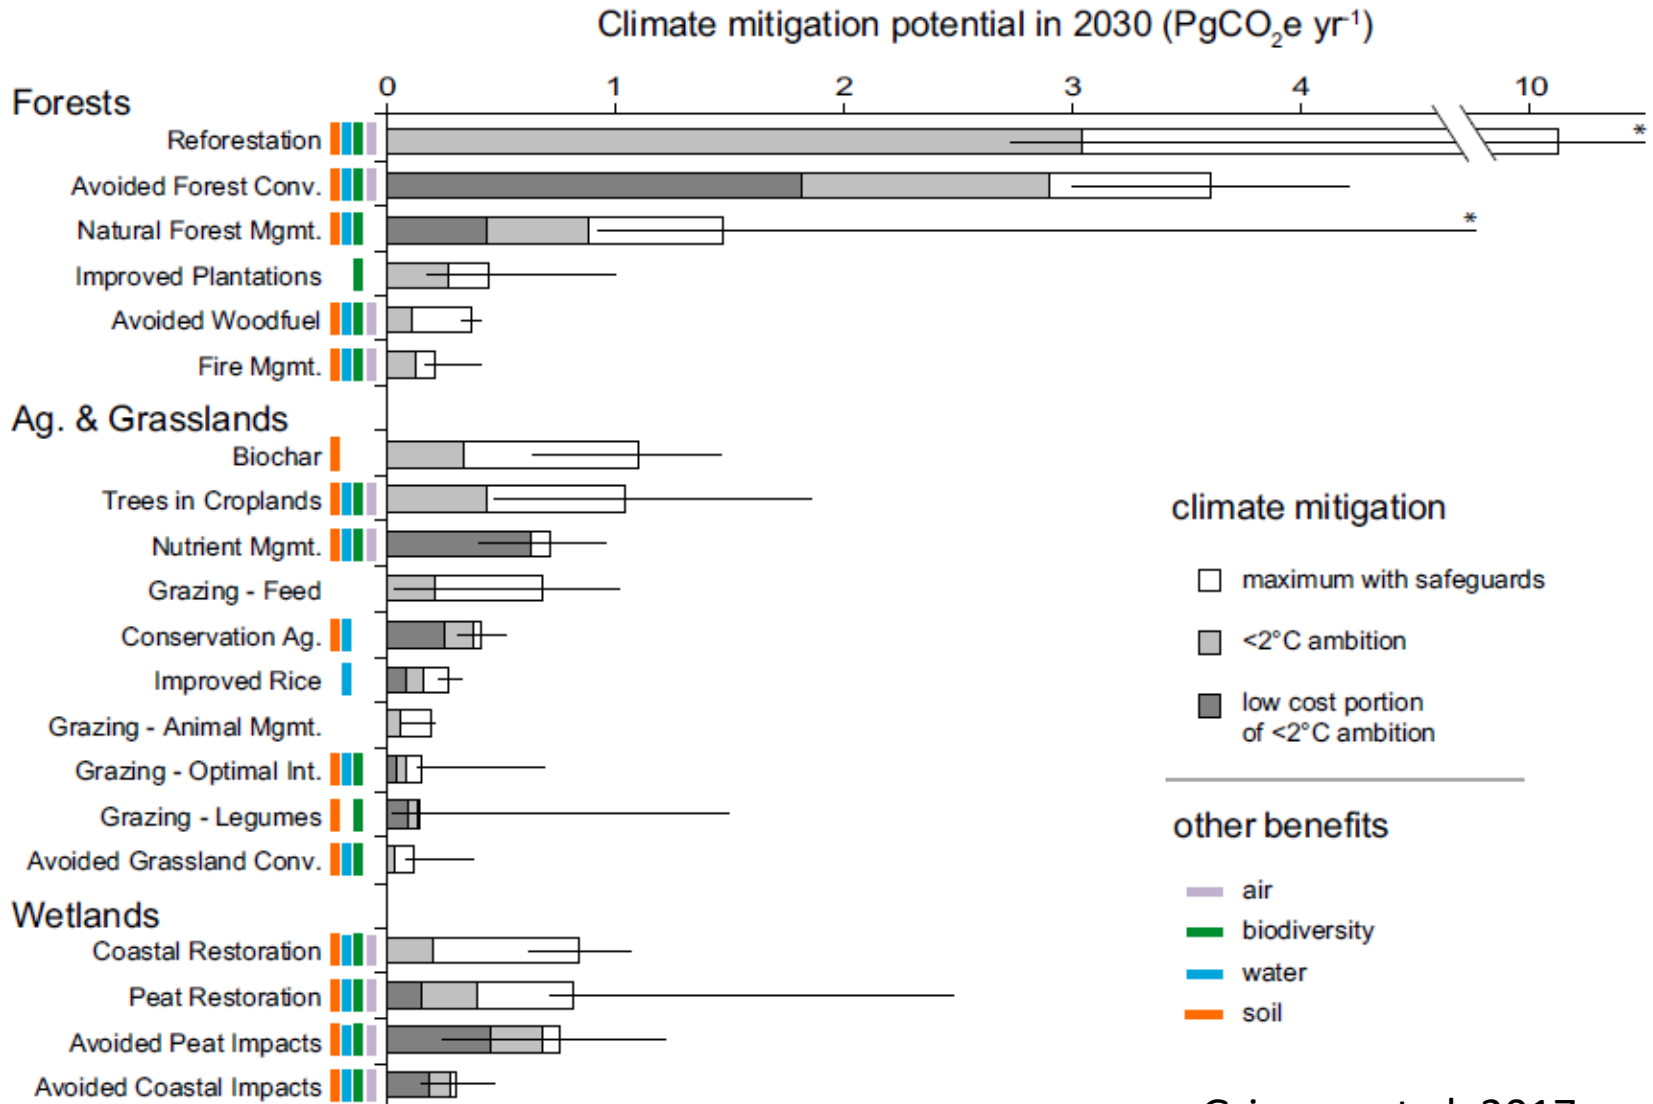 Climate mitigation potential in 2030 (PgCO₂e yr⁻¹)
0 1 2 3 4 10
Forests
Reforestation
*
Avoided Forest Conv.
Natural Forest Mgmt.
*
Improved Plantations
Avoided Woodfuel
Fire Mgmt.
Ag. & Grasslands
Biochar
Trees in Croplands
Nutrient Mgmt.
Grazing - Feed
Conservation Ag.
Improved Rice
Grazing - Animal Mgmt.
Grazing - Optimal Int.
Grazing - Legumes
Avoided Grassland Conv.
Wetlands
Coastal Restoration
Peat Restoration
Avoided Peat Impacts
Avoided Coastal Impacts
climate mitigation
maximum with safeguards
<2°C ambition
low cost portion
of <2°C ambition
other benefits
air
biodiversity
water
soil
2017